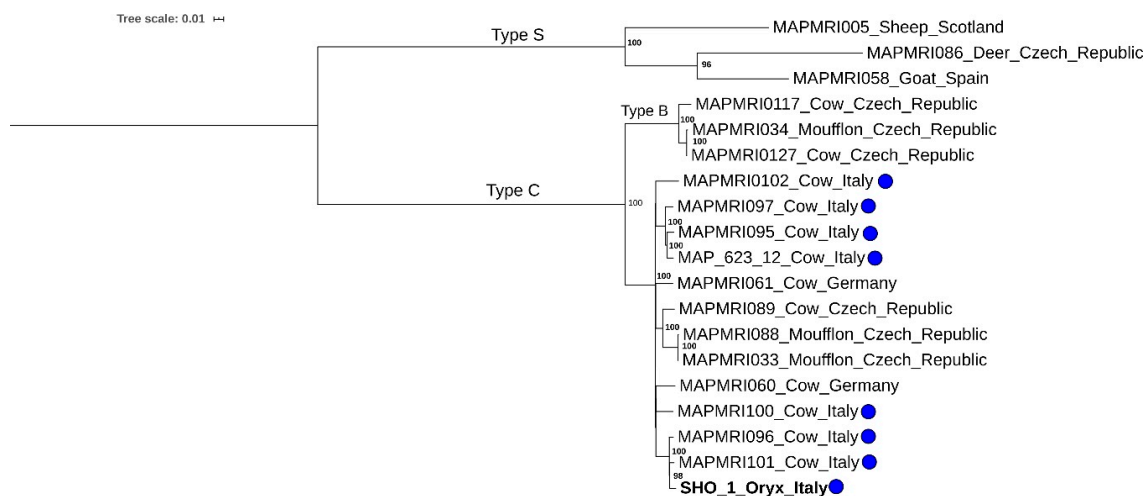 Tree scale: 0.01
Type S
100
MAPMRI005_Sheep_Scotland
MAPMRI086_Deer_Czech_Republic
96
MAPMRI058_Goat_Spain
Type B
MAPMRI0117_Cow_Czech_Republic
100
MAPMRI034_Moufflon_Czech_Republic
100
MAPMRI0127_Cow_Czech_Republic
Type C
100
MAPMRI0102_Cow_Italy
MAPMRI097_Cow_Italy
100
MAPMRI095_Cow_Italy
100
MAP_623_12_Cow_Italy
100
MAPMRI061_Cow_Germany
MAPMRI089_Cow_Czech_Republic
100
MAPMRI088_Moufflon_Czech_Republic
100
MAPMRI033_Moufflon_Czech_Republic
MAPMRI060_Cow_Germany
MAPMRI100_Cow_Italy
MAPMRI096_Cow_Italy
100
MAPMRI101_Cow_Italy
98
SHO_1_Oryx_Italy